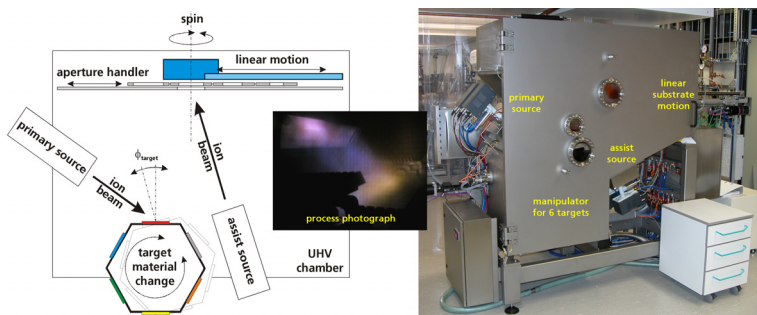 spin
linear motion
aperture handler
primary source
ion
beam
ϕtarget
ion
beam
assist source
target
material
change
UHV
chamber
process photograph
primary
source
linear
substrate
motion
assist
source
manipulator
for 6 targets